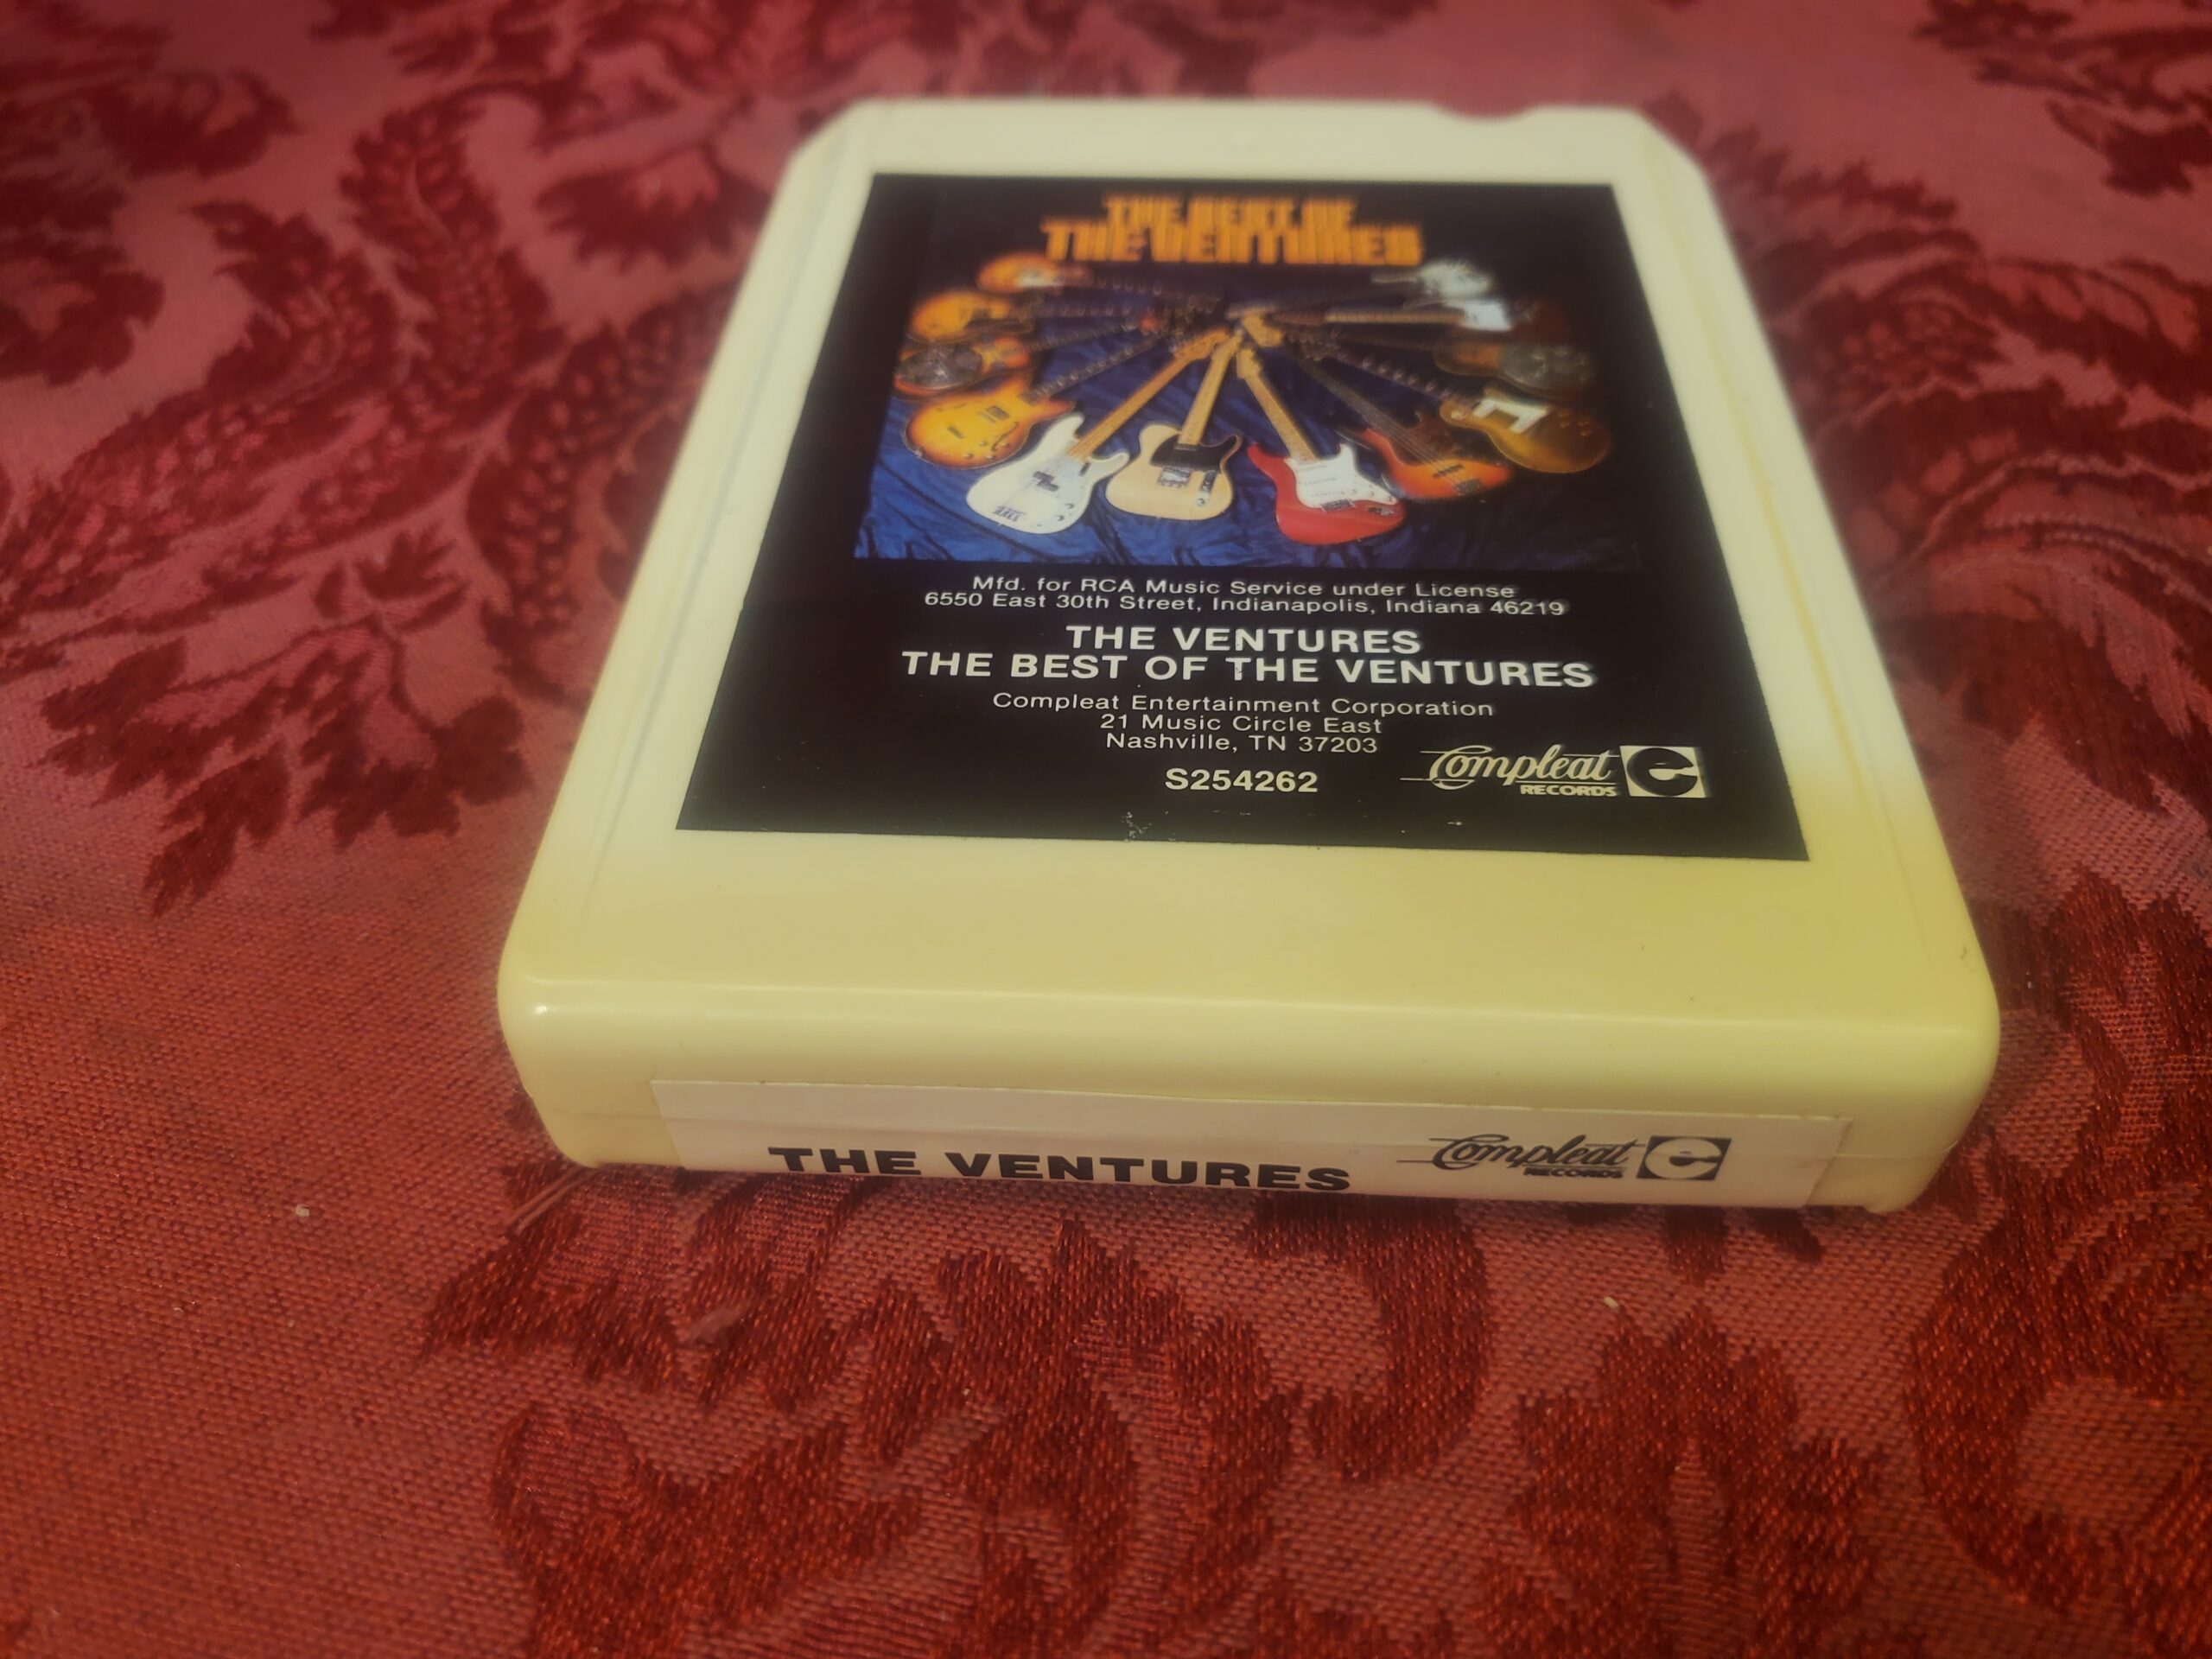 THE BEST OF
THE VENTURES
Mfd. for RCA Music Service under License
6550 East 30th Street, Indianapolis, Indiana 46219
THE VENTURES
THE BEST OF THE VENTURES
Compleat Entertainment Corporation
21 Music Circle East
Nashville, TN 37203
S254262
Compleat
RECORDS
THE VENTURES
Compleat
RECORDS